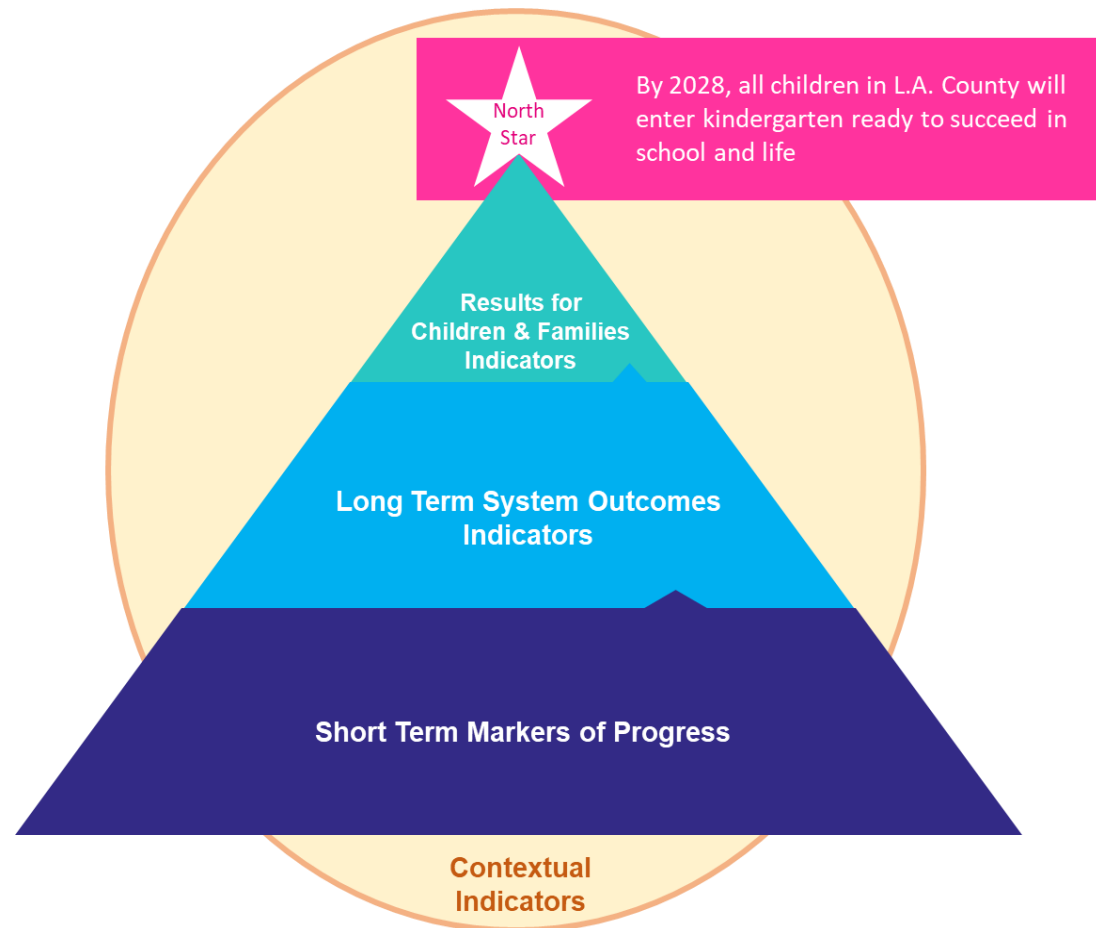 North
Star
By 2028, all children in L.A. County will
enter kindergarten ready to succeed in
school and life
Results for
Children & Families
Indicators
Long Term System Outcomes
Indicators
Short Term Markers of Progress
Contextual
Indicators